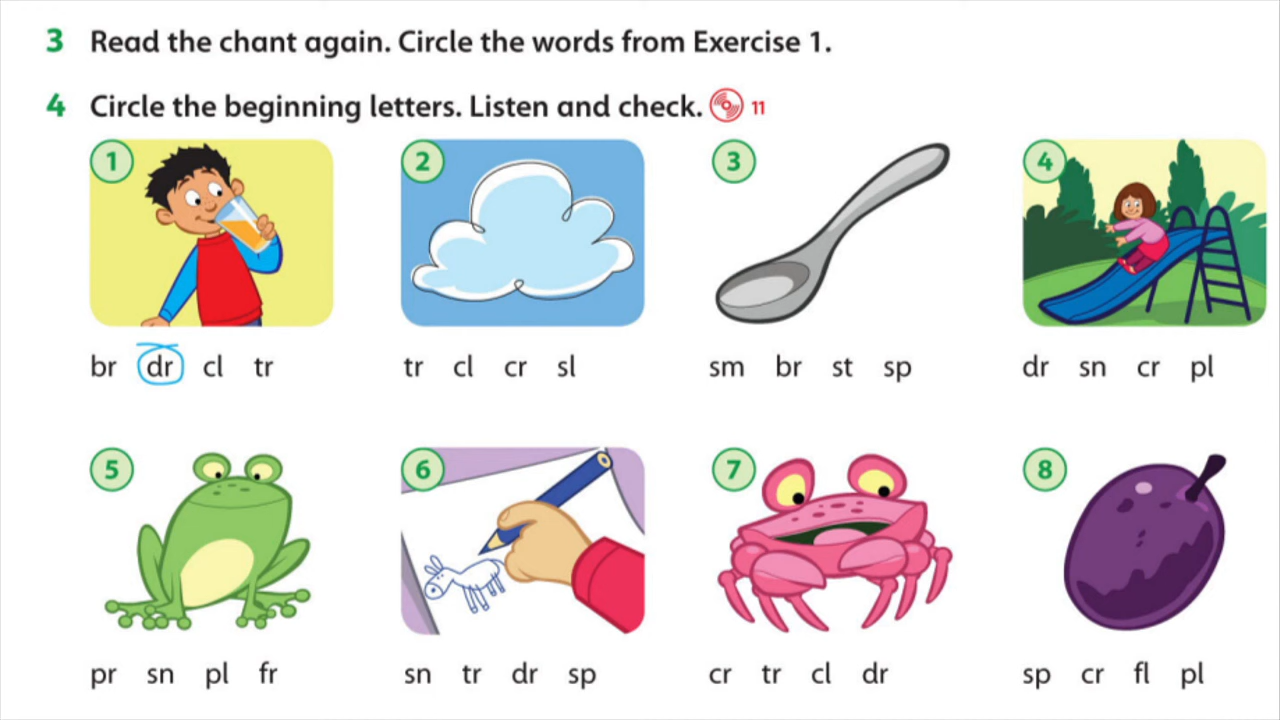 3 Read the chant again. Circle the words from Exercise 1.
4 Circle the beginning letters. Listen and check. 11
1 2 3 4
br dr cl tr tr cl cr sl sm br st sp dr sn cr pl
5 6 7 8
pr sn pl fr sn tr dr sp cr tr cl dr sp cr fl pl